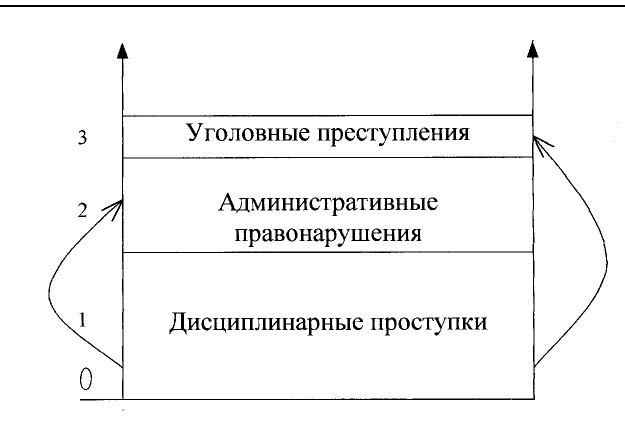 3
Уголовные преступления
2
Административные
правонарушения
1
Дисциплинарные проступки
0